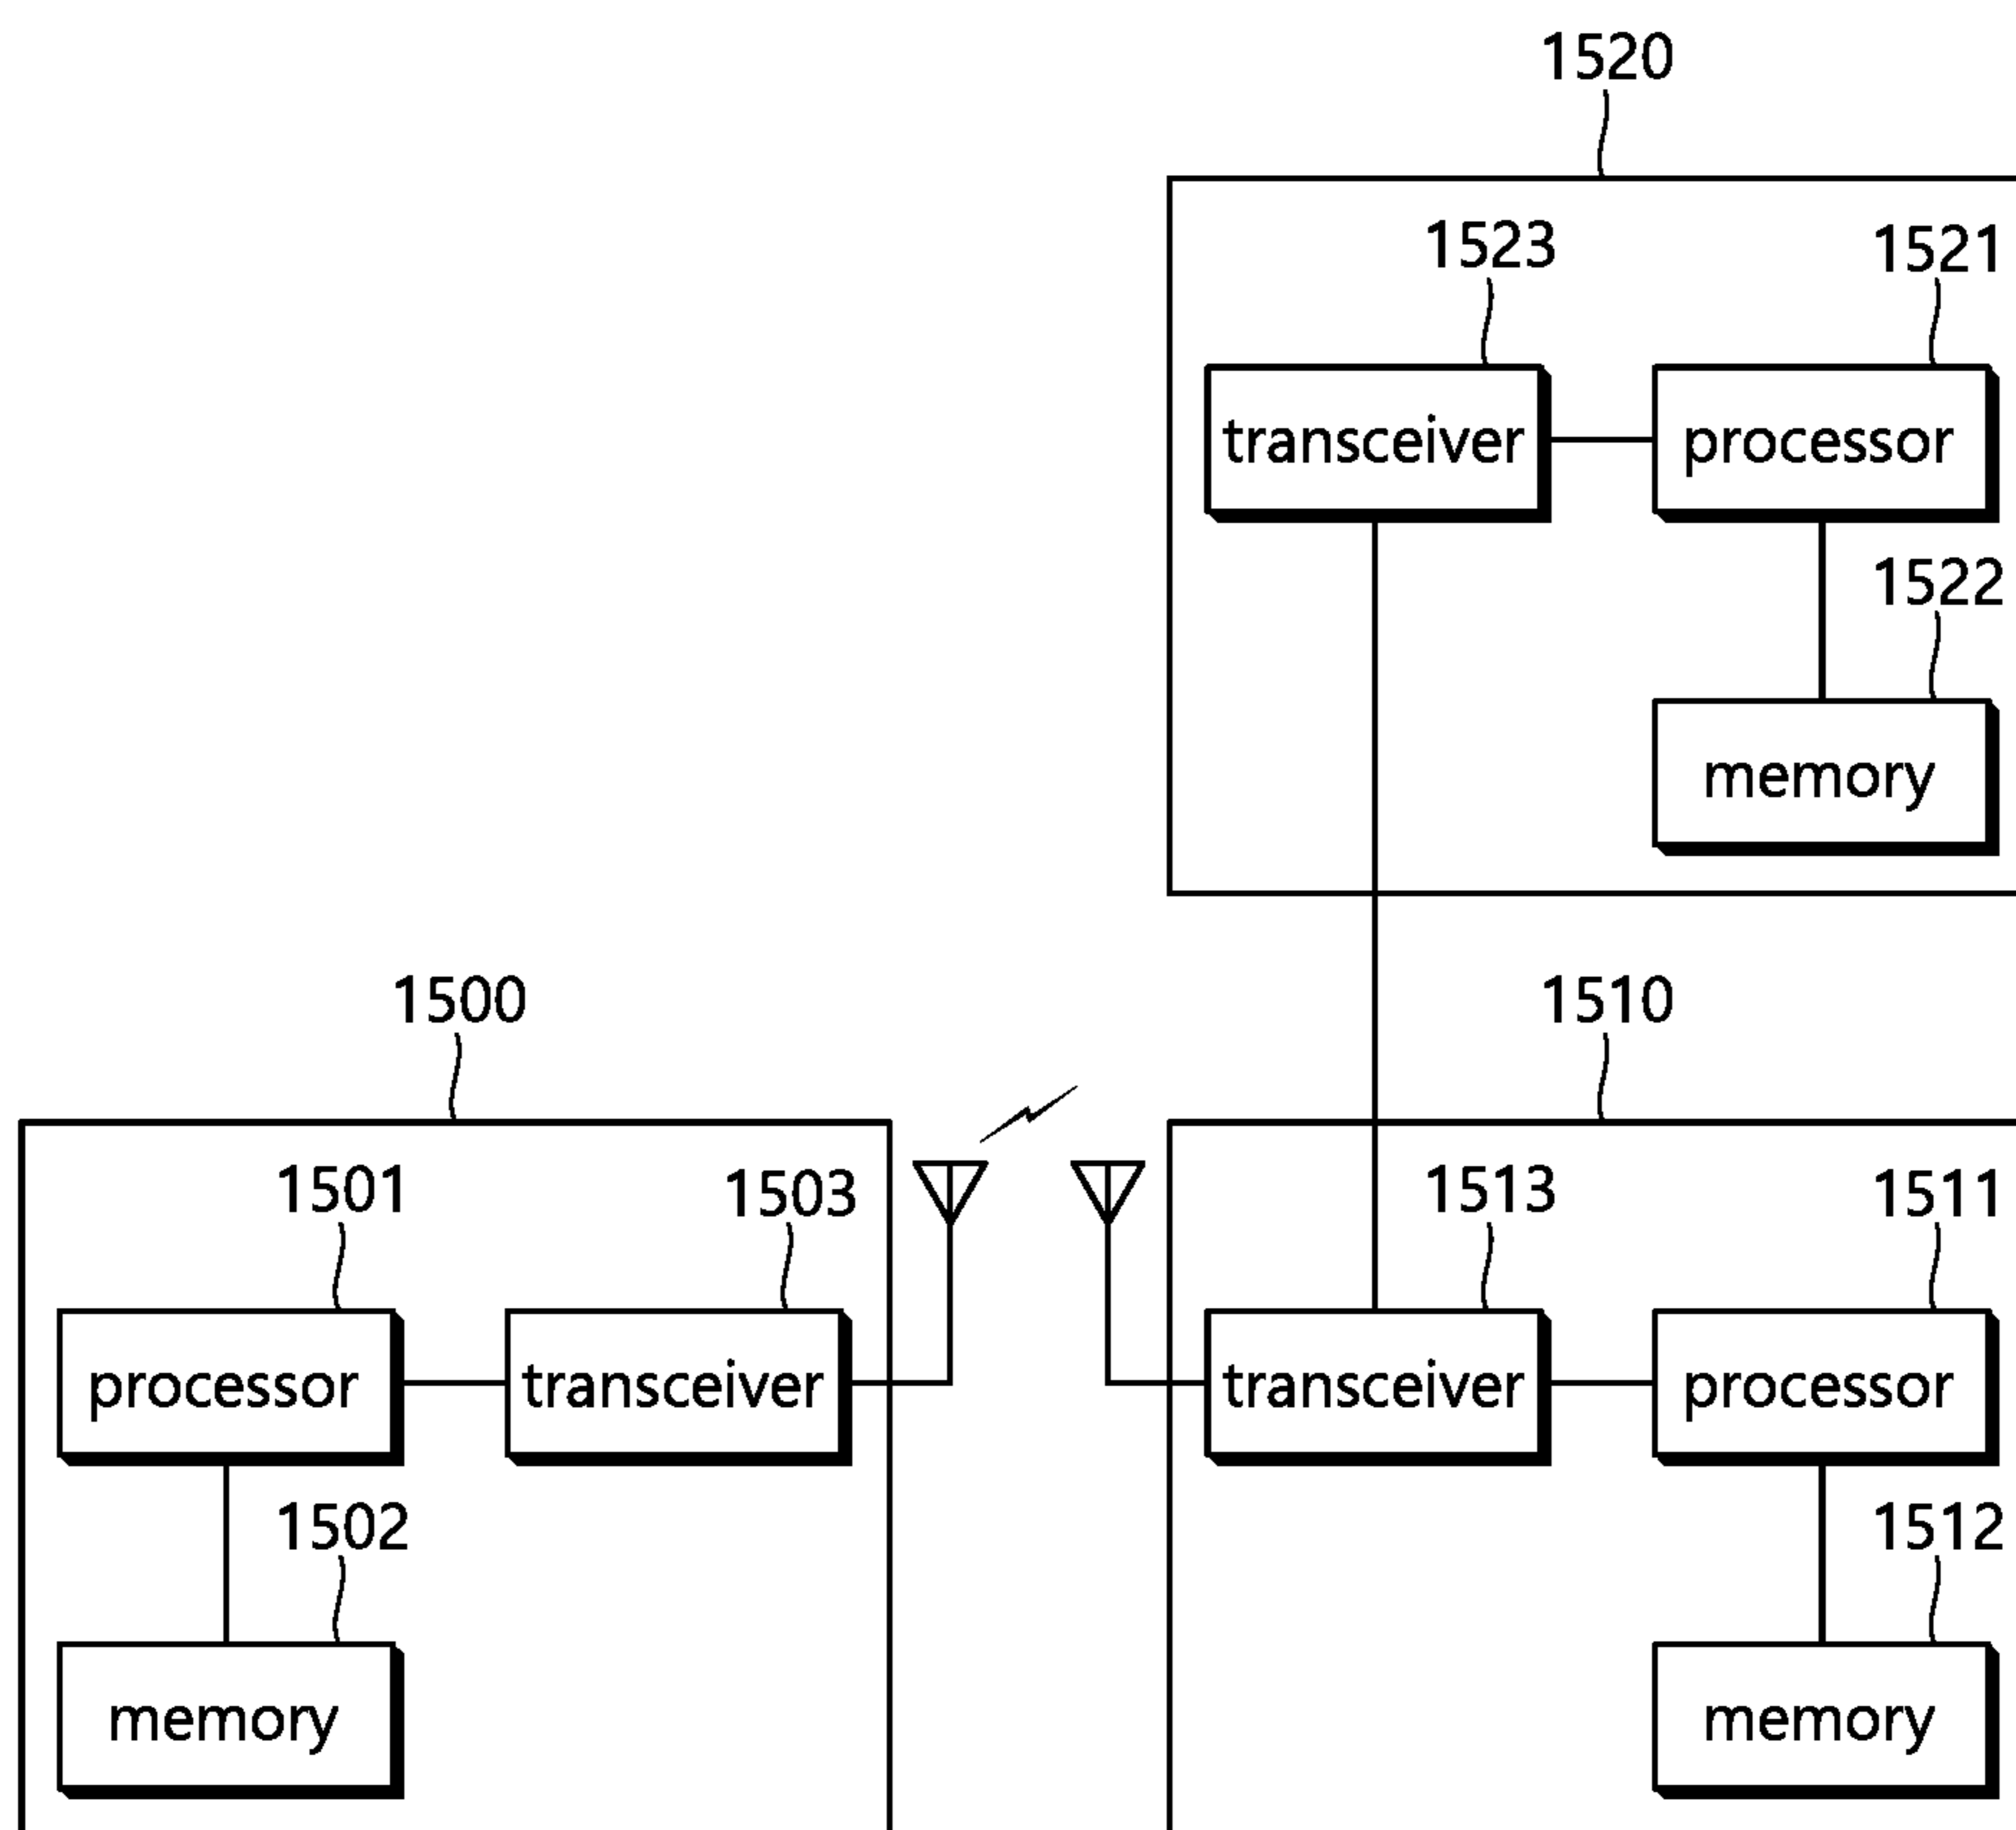 1520
1523
1521
transceiver
processor
1522
memory
1500
1510
1501
1503
1513
1511
processor
transceiver
transceiver
processor
1502
1512
memory
memory